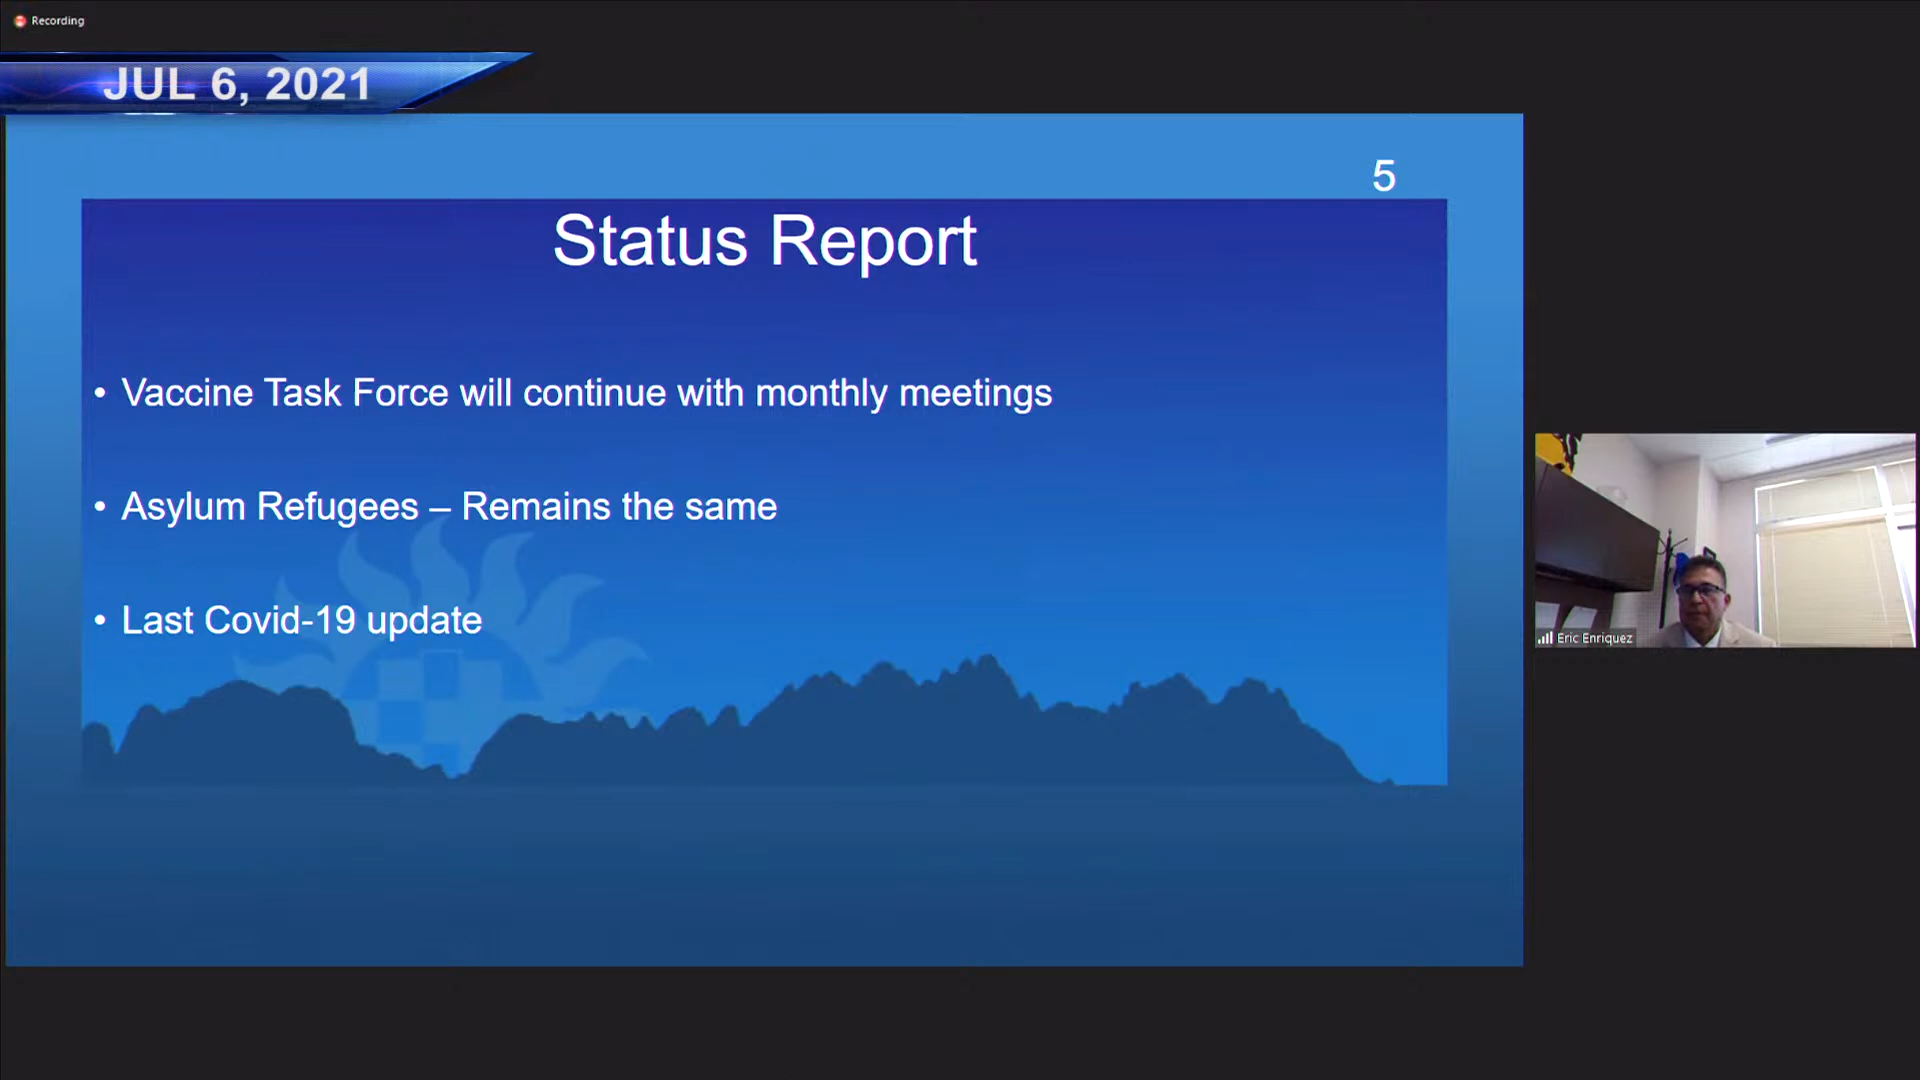 Recording
JUL 6, 2021
5
Status Report
• Vaccine Task Force will continue with monthly meetings
• Asylum Refugees – Remains the same
• Last Covid-19 update
Eric Enriquez